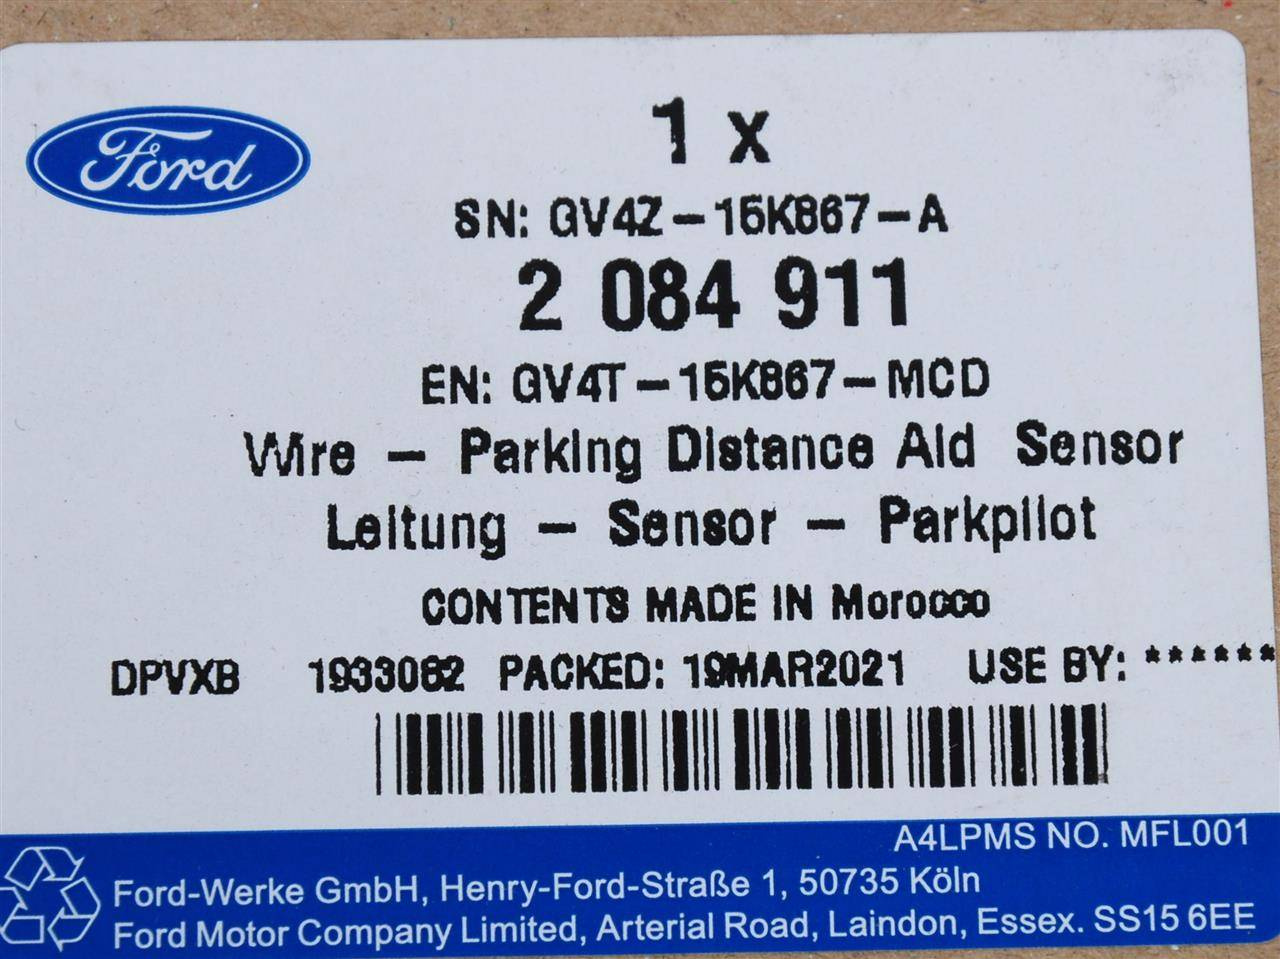 Ford
1 x
SN: GV4Z-15K867-A
2 084 911
EN: GV4T-15K867-MCD
Wire - Parking Distance Aid Sensor
Leitung - Sensor - Parkpilot
CONTENTS MADE IN Morocco
DPVXB 1933082 PACKED: 19MAR2021 USE BY: ******
A4LPMS NO. MFL001
Ford-Werke GmbH, Henry-Ford-Straße 1, 50735 Köln
Ford Motor Company Limited, Arterial Road, Laindon, Essex. SS15 6EE